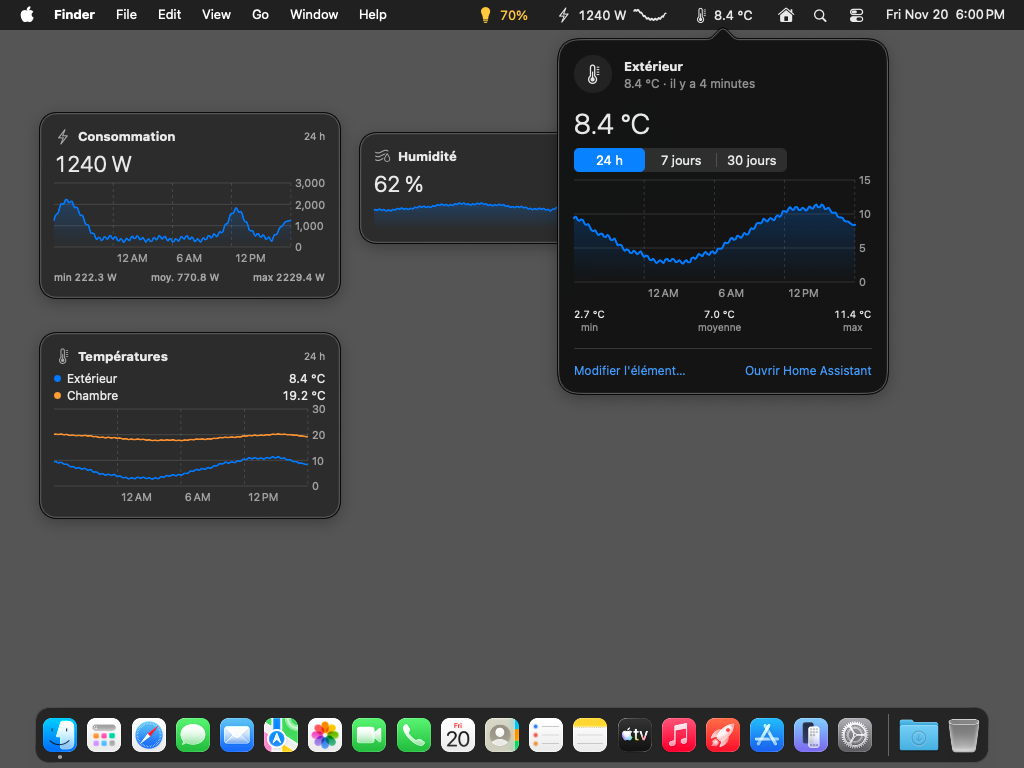 Finder File Edit View Go Window Help 70% 1240 W 8.4 °C Fri Nov 20 6:00 PM
Consommation 24 h
1240 W
3,000
2,000
1,000
0
12 AM 6 AM 12 PM
min 222.3 W moy. 770.8 W max 2229.4 W
Températures 24 h
Extérieur 8.4 °C
Chambre 19.2 °C
30
20
10
0
12 AM 6 AM 12 PM
Humidité
62 %
Extérieur
8.4 °C · il y a 4 minutes
8.4 °C
24 h 7 jours 30 jours
15
10
5
0
12 AM 6 AM 12 PM
2.7 °C 7.0 °C 11.4 °C
min moyenne max
Modifier l'élément... Ouvrir Home Assistant
Fri
20
tv